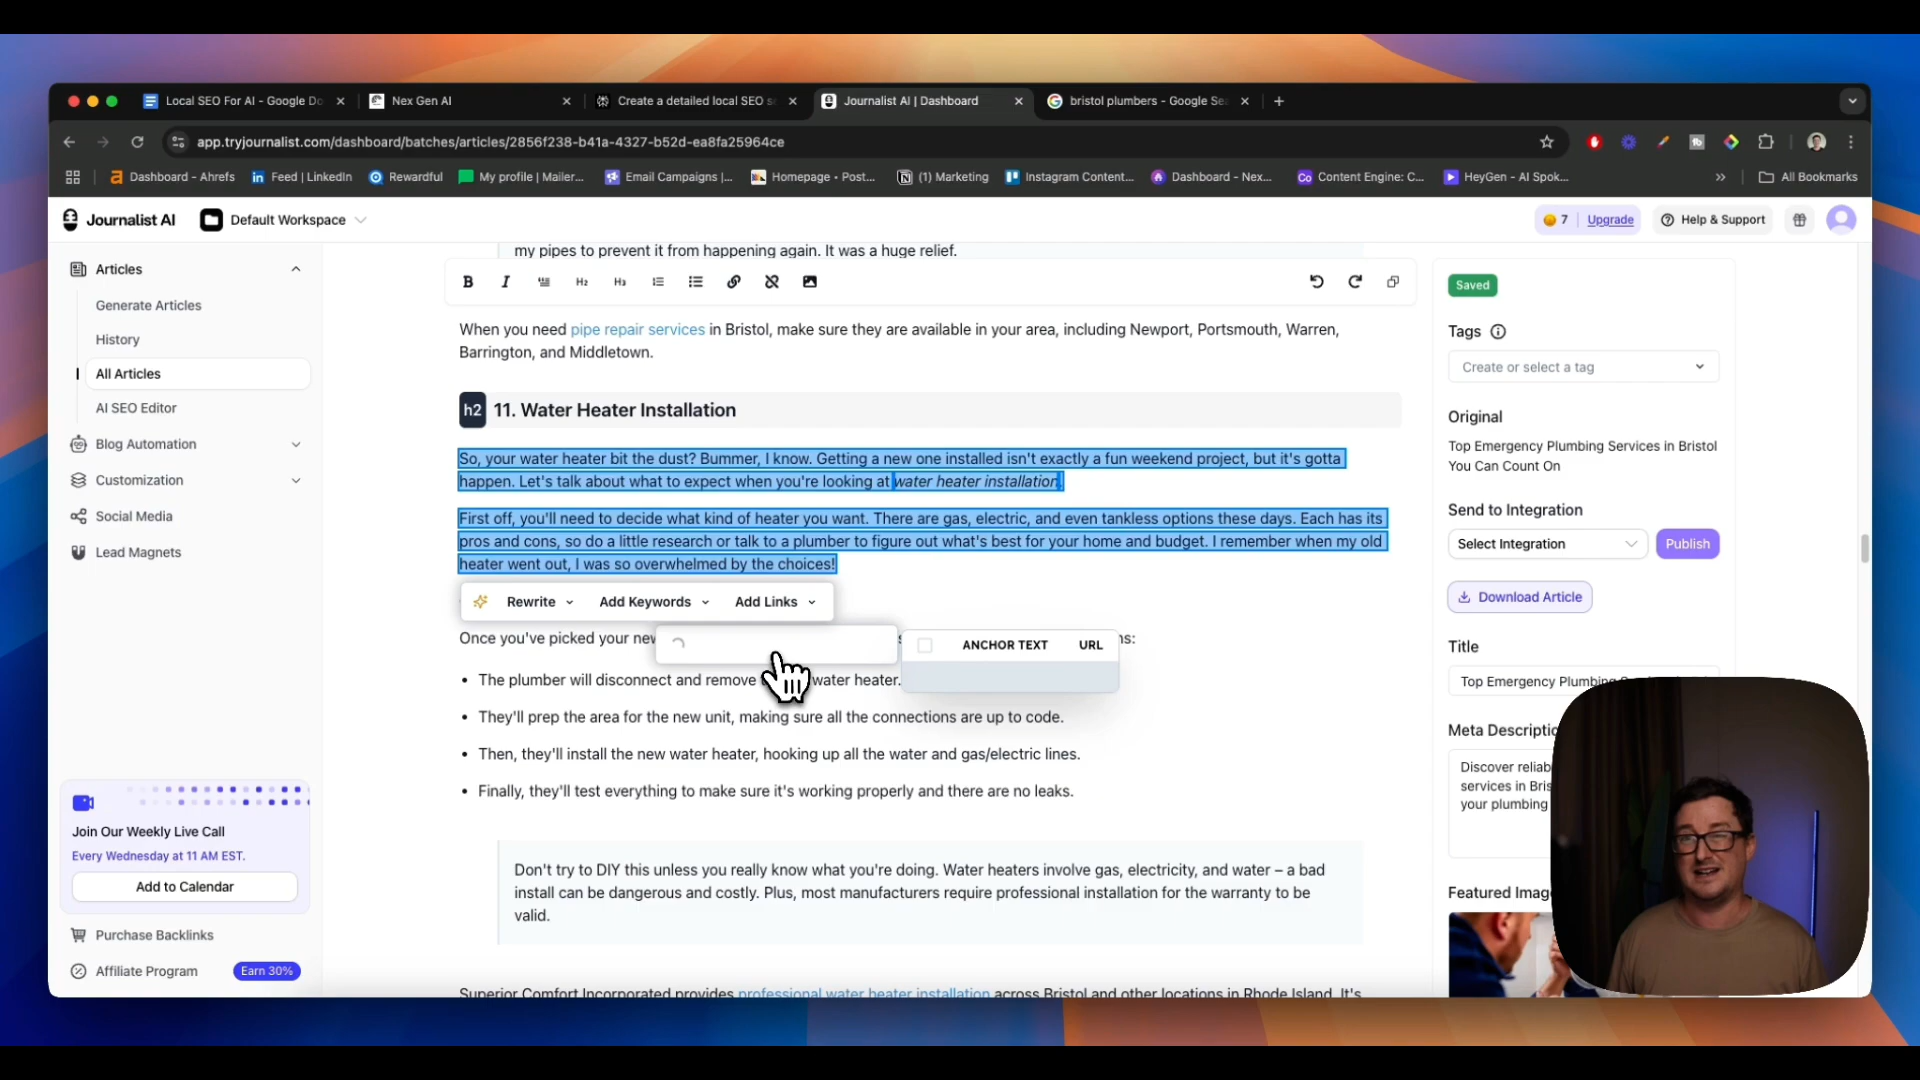 Local SEO For AI - Google Do
Nex Gen AI
Create a detailed local SEO s
Journalist AI | Dashboard
bristol plumbers - Google Se
app.tryjournalist.com/dashboard/batches/articles/2856f238-b41a-4327-b52d-ea8fa25964ce
Dashboard - Ahrefs
Feed | LinkedIn
Rewardful
My profile | Mailer...
Email Campaigns |...
Homepage • Post...
(1) Marketing
Instagram Content...
Dashboard - Nex...
Content Engine: C...
HeyGen - AI Spok...
All Bookmarks
Journalist AI
Default Workspace
7
Upgrade
Help & Support
Articles
Generate Articles
History
All Articles
AI SEO Editor
Blog Automation
Customization
Social Media
Lead Magnets
Join Our Weekly Live Call
Every Wednesday at 11 AM EST.
Add to Calendar
Purchase Backlinks
Affiliate Program
Earn 30%
my pipes to prevent it from happening again. It was a huge relief.
B
I
H2
H3
When you need pipe repair services in Bristol, make sure they are available in your area, including Newport, Portsmouth, Warren,
Barrington, and Middletown.
h2 11. Water Heater Installation
So, your water heater bit the dust? Bummer, I know. Getting a new one installed isn't exactly a fun weekend project, but it's gotta
happen. Let's talk about what to expect when you're looking at water heater installation.
First off, you'll need to decide what kind of heater you want. There are gas, electric, and even tankless options these days. Each has its
pros and cons, so do a little research or talk to a plumber to figure out what's best for your home and budget. I remember when my old
heater went out, I was so overwhelmed by the choices!
Rewrite
Add Keywords
Add Links
ANCHOR TEXT
URL
Once you've picked your new
ns:
• The plumber will disconnect and remove water heater.
• They'll prep the area for the new unit, making sure all the connections are up to code.
• Then, they'll install the new water heater, hooking up all the water and gas/electric lines.
• Finally, they'll test everything to make sure it's working properly and there are no leaks.
Don't try to DIY this unless you really know what you're doing. Water heaters involve gas, electricity, and water – a bad
install can be dangerous and costly. Plus, most manufacturers require professional installation for the warranty to be
valid.
Superior Comfort Incorporated provides professional water heater installation across Bristol and other locations in Rhode Island. It's
Saved
Tags
Create or select a tag
Original
Top Emergency Plumbing Services in Bristol
You Can Count On
Send to Integration
Select Integration
Publish
Download Article
Title
Top Emergency Plumbing
Meta Descriptio
Discover reliab
services in Bris
your plumbing
Featured Imag